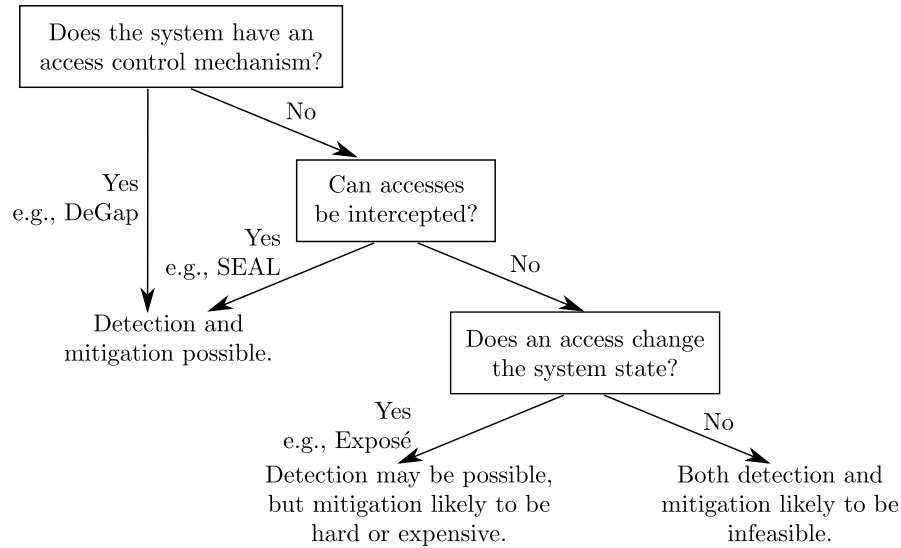 Does the system have an
access control mechanism?
No
Yes
e.g., DeGap
Can accesses
be intercepted?
Yes
e.g., SEAL
No
Detection and
mitigation possible.
Does an access change
the system state?
Yes
e.g., Exposé
No
Detection may be possible,
but mitigation likely to be
hard or expensive.
Both detection and
mitigation likely to be
infeasible.